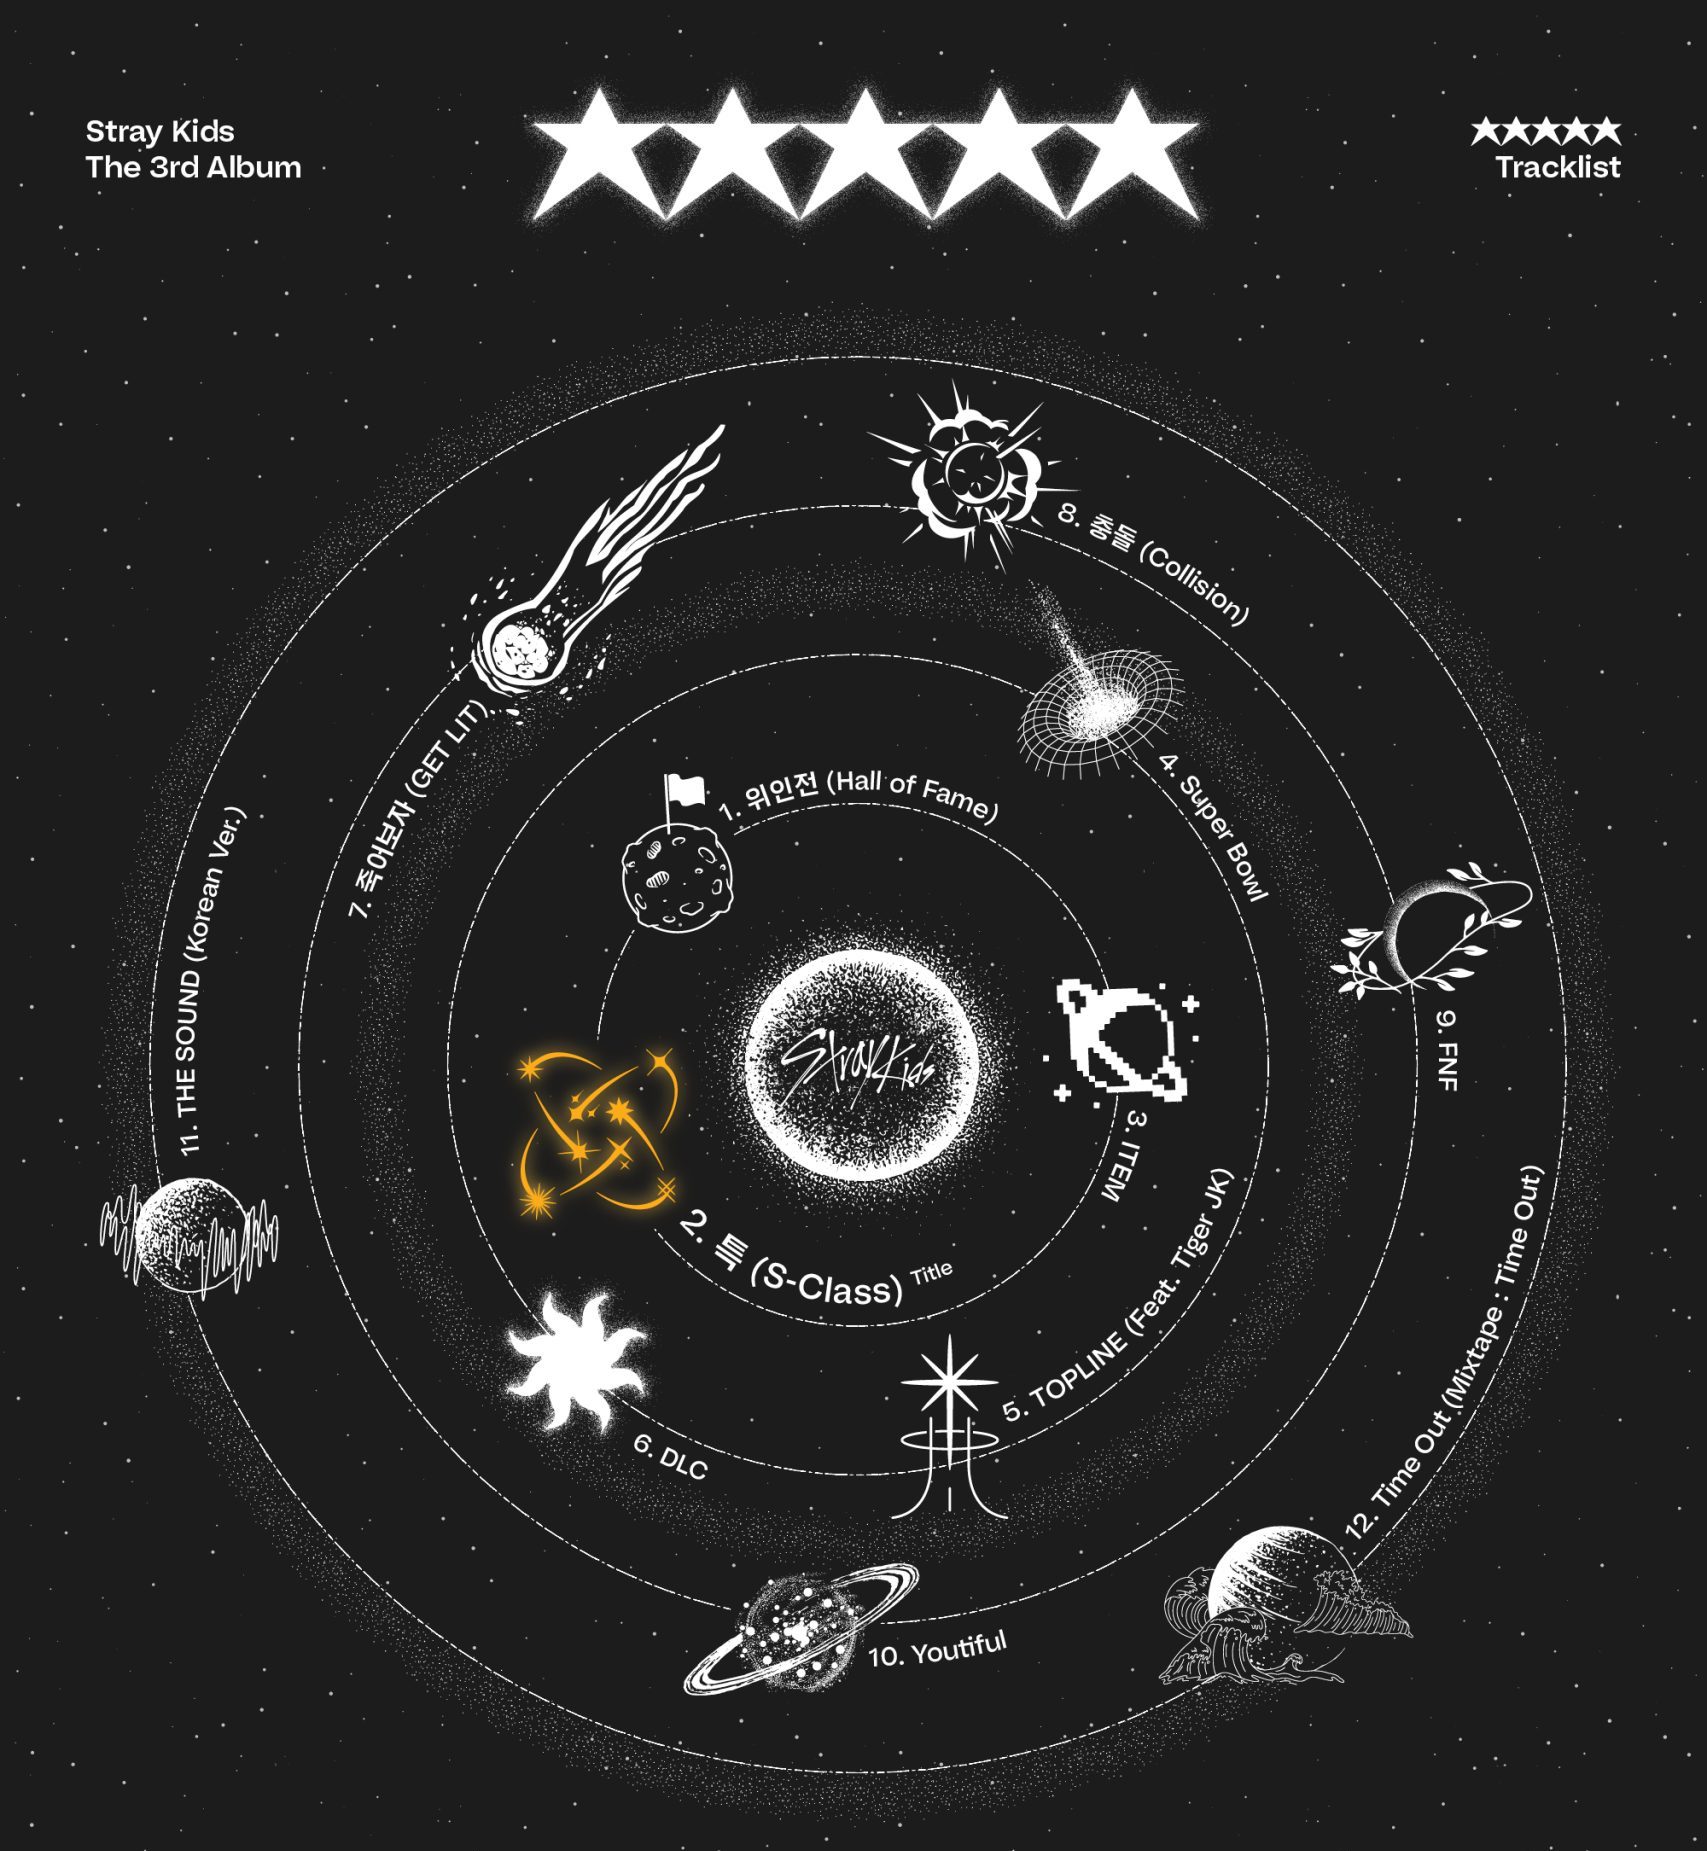 Stray Kids
The 3rd Album
★★★★★
★★★★★
Tracklist
1. 위인전 (Hall of Fame)
2. 특 (S-Class) Title
3. ITEM
4. Super Bowl
5. TOPLINE (Feat. Tiger JK)
6. DLC
7. 죽어보자 (GET LIT)
8. 충돌 (Collision)
9. FNF
10. Youtiful
11. THE SOUND (Korean Ver.)
12. Time Out (Mixtape : Time Out)
StrayKids